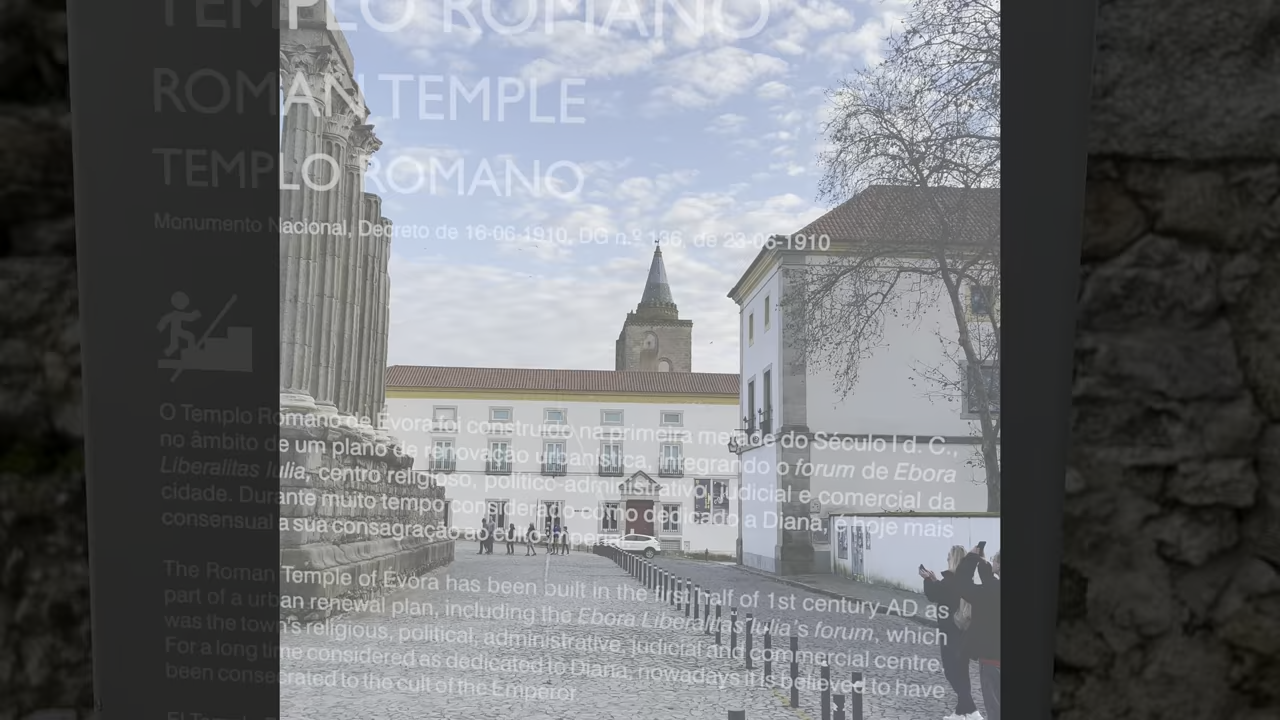 TEMPLO ROMANO
ROMAN TEMPLE
TEMPLO ROMANO
Monumento Nacional, Decreto de 16-06-1910, DG n.º 136, de 23-06-1910
O Templo Romano de Évora foi construído na primeira metade do Século I d. C.,
no âmbito de um plano de renovação urbanística, integrando o forum de Ebora
Liberalitas Iulia, centro religioso, político-administrativo, judicial e comercial da
cidade. Durante muito tempo considerado como dedicado a Diana, é hoje mais
consensual a sua consagração ao culto do Imperador.
The Roman Temple of Evora has been built in the first half of 1st century AD as
part of a urban renewal plan, including the Ebora Liberalitas Iulia's forum, which
was the town's religious, political, administrative, judicial and commercial centre.
For a long time considered as dedicated to Diana, nowadays it is believed to have
been consecrated to the cult of the Emperor.